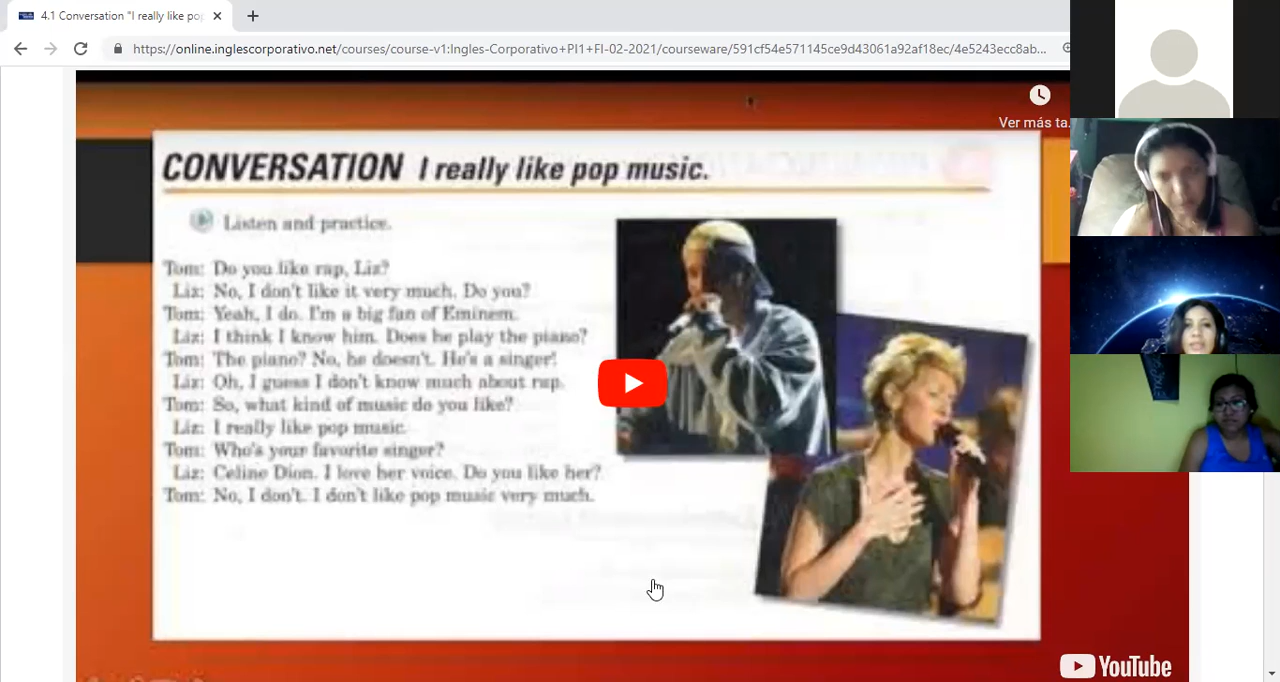 4.1 Conversation "I really like po
https://online.inglescorporativo.net/courses/course-v1:Ingles-Corporativo+PI1+FI-02-2021/courseware/591cf54e571145ce9d43061a92af18ec/4e5243ecc8ab...
Ver más ta...
CONVERSATION I really like pop music.
Listen and practice.
Tom: Do you like rap, Liz?
Liz: No, I don't like it very much. Do you?
Tom: Yeah, I do. I'm a big fan of Eminem.
Liz: I think I know him. Does he play the piano?
Tom: The piano? No, he doesn't. He's a singer!
Liz: Oh, I guess I don't know much about rap.
Tom: So, what kind of music do you like?
Liz: I really like pop music.
Tom: Who's your favorite singer?
Liz: Celine Dion. I love her voice. Do you like her?
Tom: No, I don't. I don't like pop music very much.
YouTube